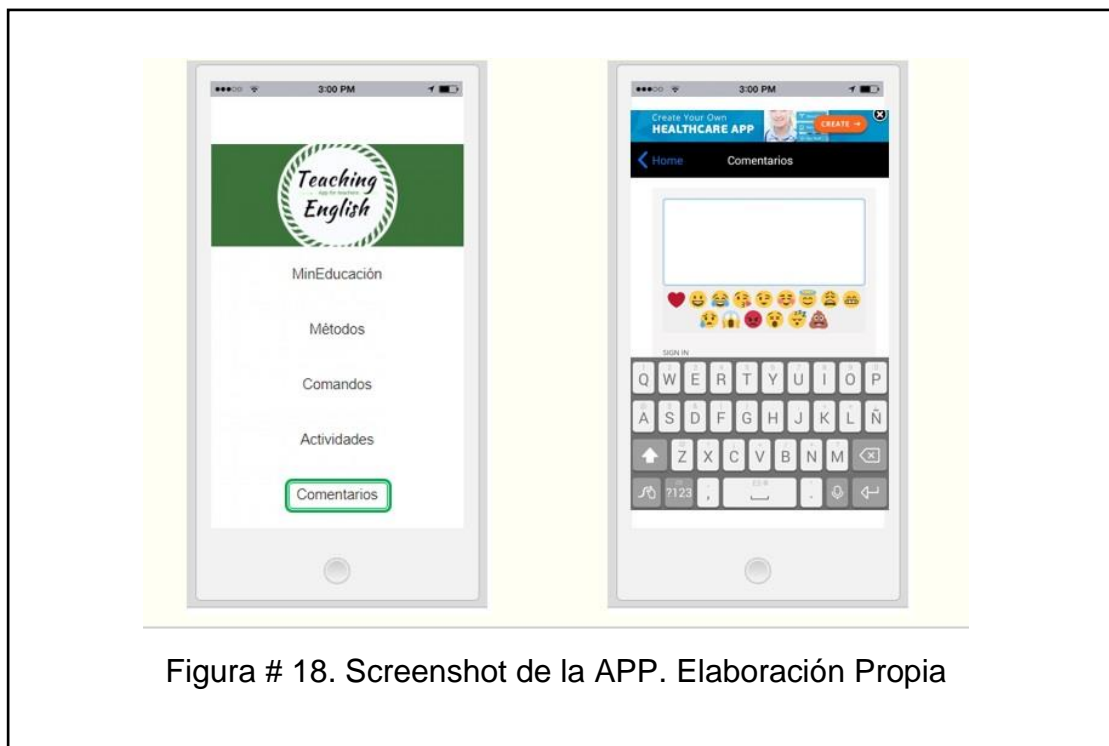 3:00 PM
Teaching
App for teachers
English
MinEducación
Métodos
Comandos
Actividades
Comentarios
3:00 PM
Create Your Own
HEALTHCARE APP
CREATE →
Home
Comentarios
SIGN IN
Q W E R T Y U I O P
A S D F G H J K L Ñ
Z X C V B N M
?123 , .
Figura # 18. Screenshot de la APP. Elaboración Propia